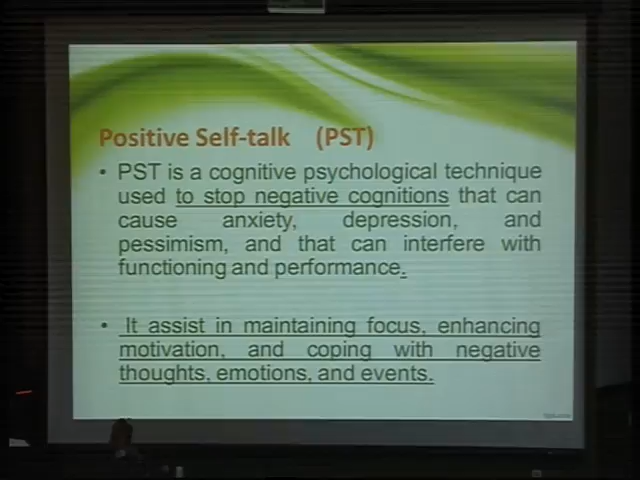 Positive Self-talk (PST)
• PST is a cognitive psychological technique
used to stop negative cognitions that can
cause anxiety, depression, and
pessimism, and that can interfere with
functioning and performance.
• It assist in maintaining focus, enhancing
motivation, and coping with negative
thoughts, emotions, and events.